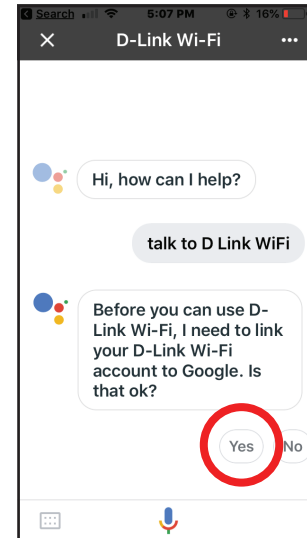 Search 5:07 PM 16%
D-Link Wi-Fi
Hi, how can I help?
talk to D Link WiFi
Before you can use D-
Link Wi-Fi, I need to link
your D-Link Wi-Fi
account to Google. Is
that ok?
Yes No